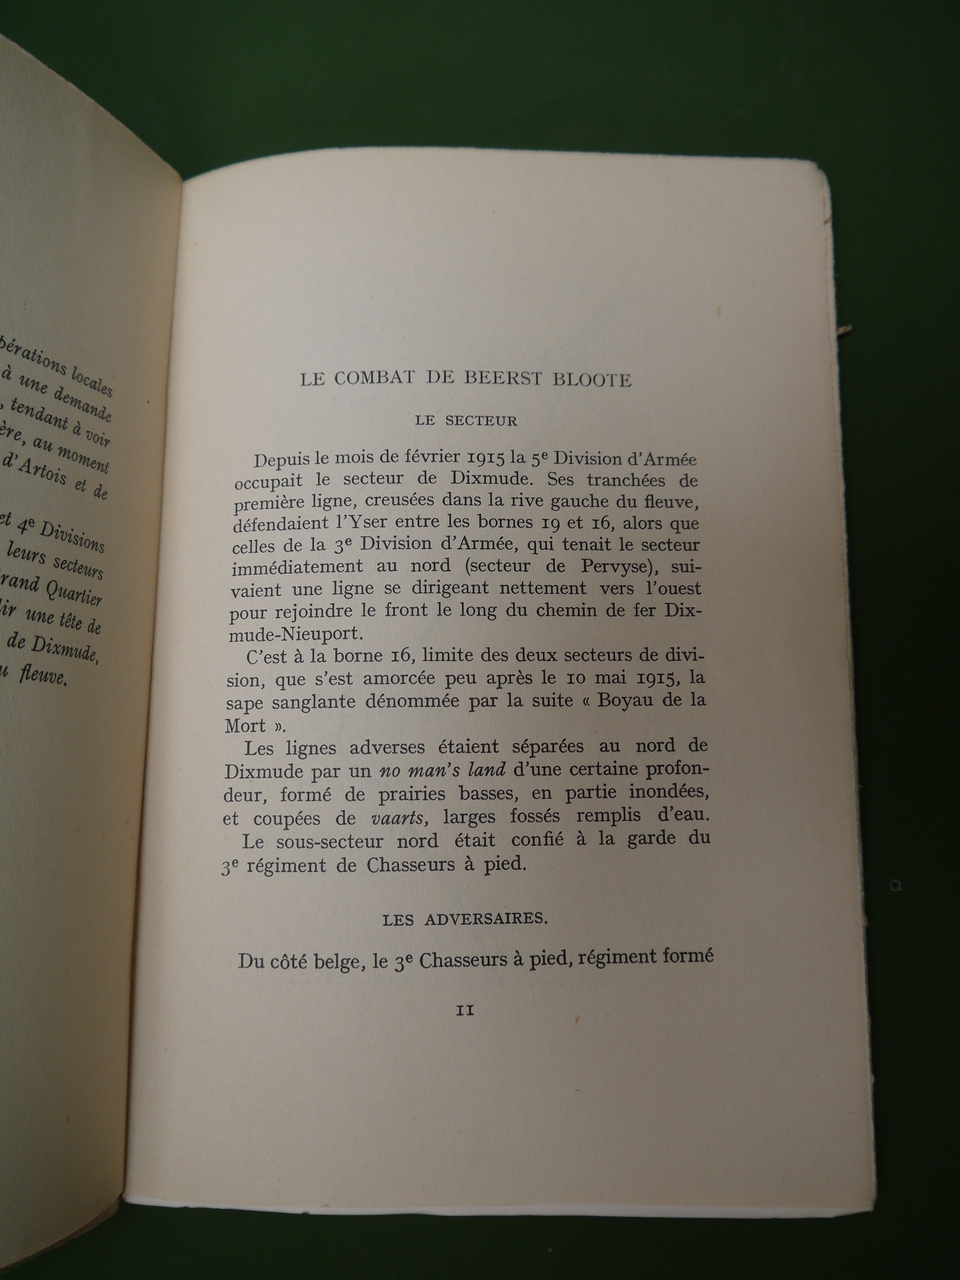 bérations locales
à une demande
, tendant à voir
ère, au moment
d'Artois et de
et 4e Divisions
leurs secteurs
rand Quartier
lir une tête de
de Dixmude,
u fleuve.
LE COMBAT DE BEERST BLOOTE
LE SECTEUR
Depuis le mois de février 1915 la 5e Division d'Armée
occupait le secteur de Dixmude. Ses tranchées de
première ligne, creusées dans la rive gauche du fleuve,
défendaient l'Yser entre les bornes 19 et 16, alors que
celles de la 3e Division d'Armée, qui tenait le secteur
immédiatement au nord (secteur de Pervyse), sui-
vaient une ligne se dirigeant nettement vers l'ouest
pour rejoindre le front le long du chemin de fer Dix-
mude-Nieuport.
C'est à la borne 16, limite des deux secteurs de divi-
sion, que s'est amorcée peu après le 10 mai 1915, la
sape sanglante dénommée par la suite « Boyau de la
Mort ».
Les lignes adverses étaient séparées au nord de
Dixmude par un no man's land d'une certaine profon-
deur, formé de prairies basses, en partie inondées,
et coupées de vaarts, larges fossés remplis d'eau.
Le sous-secteur nord était confié à la garde du
3e régiment de Chasseurs à pied.
LES ADVERSAIRES.
Du côté belge, le 3e Chasseurs à pied, régiment formé
11